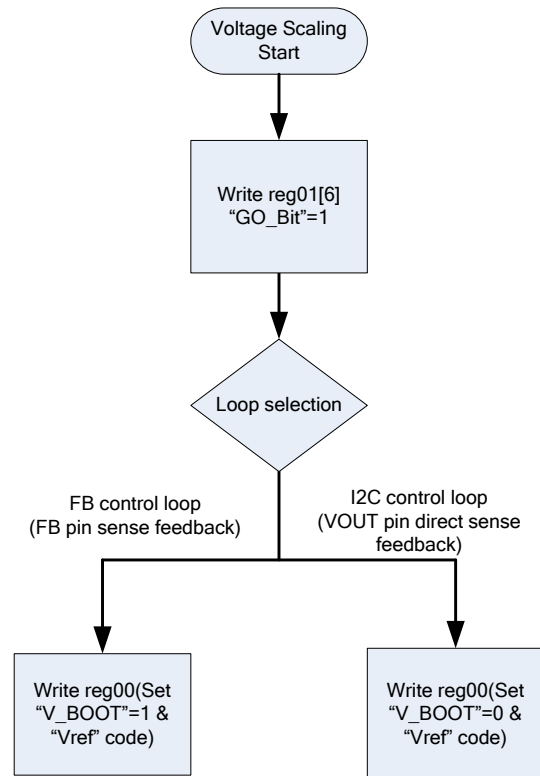 Voltage Scaling
Start
Write reg01[6]
“GO_Bit”=1
Loop selection
FB control loop
(FB pin sense feedback)
I2C control loop
(VOUT pin direct sense
feedback)
Write reg00(Set
“V_BOOT”=1 &
“Vref” code)
Write reg00(Set
“V_BOOT”=0 &
“Vref” code)